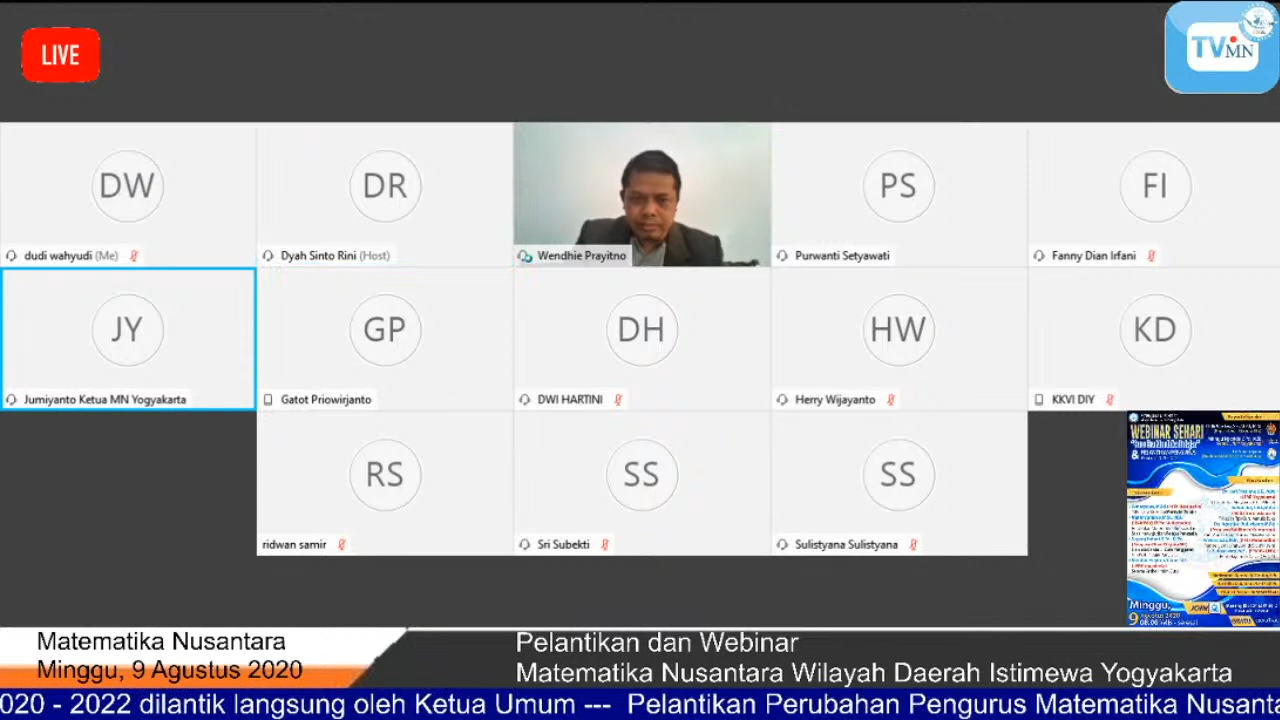 LIVE
TVMN
DW
dudi wahyudi (Me)
DR
Dyah Sinto Rini (Host)
Wendhie Prayitno
PS
Purwanti Setyawati
FI
Fanny Dian Irfani
JY
Jumiyanto Ketua MN Yogyakarta
GP
Gatot Priowirjanto
DH
DWI HARTINI
HW
Herry Wijayanto
KD
KKVI DIY
RS
ridwan samir
SS
Sri Subekti
SS
Sulistyana Sulistyana
WEBINAR SEHARI
&
Minggu,
9 Agustus 2020
JOIN
Matematika Nusantara
Minggu, 9 Agustus 2020
Pelantikan dan Webinar
Matematika Nusantara Wilayah Daerah Istimewa Yogyakarta
020 - 2022 dilantik langsung oleh Ketua Umum --- Pelantikan Perubahan Pengurus Matematika Nusanta